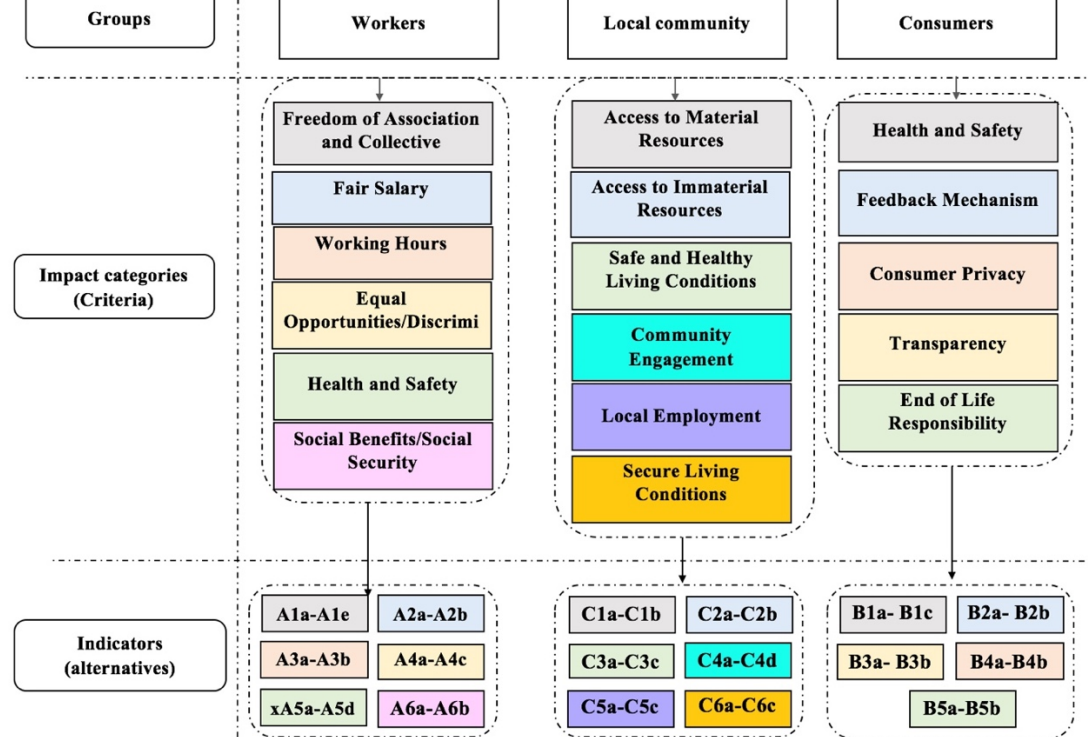 Groups
Workers
Local community
Consumers
Impact categories
(Criteria)
Freedom of Association
and Collective
Fair Salary
Working Hours
Equal
Opportunities/Discrimi
Health and Safety
Social Benefits/Social
Security
Access to Material
Resources
Access to Immaterial
Resources
Safe and Healthy
Living Conditions
Community
Engagement
Local Employment
Secure Living
Conditions
Health and Safety
Feedback Mechanism
Consumer Privacy
Transparency
End of Life
Responsibility
Indicators
(alternatives)
A1a-A1e
A2a-A2b
A3a-A3b
A4a-A4c
xA5a-A5d
A6a-A6b
C1a-C1b
C2a-C2b
C3a-C3c
C4a-C4d
C5a-C5c
C6a-C6c
B1a- B1c
B2a- B2b
B3a- B3b
B4a-B4b
B5a-B5b